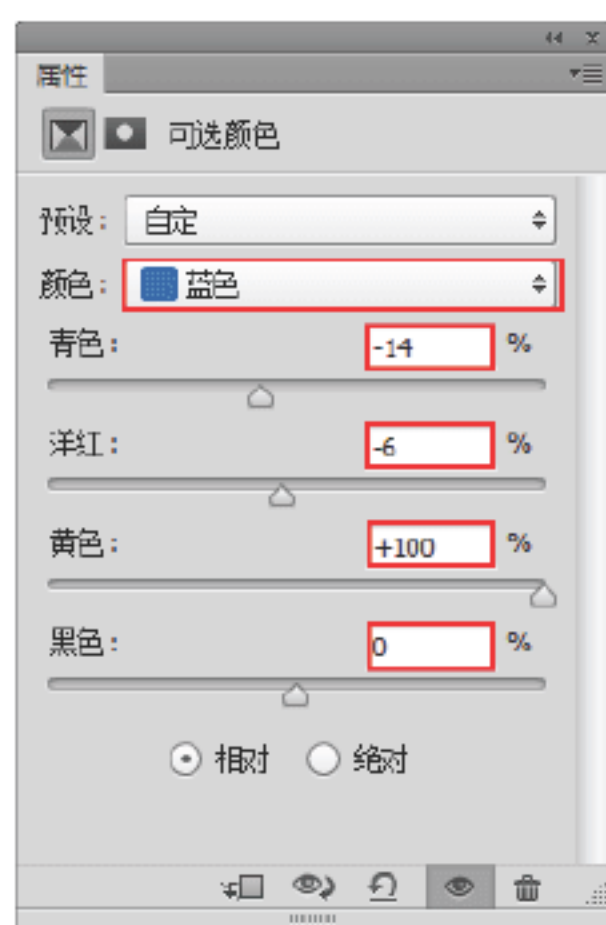 属性
可选颜色
预设： 自定
颜色： 蓝色
青色： -14 %
洋红： -6 %
黄色： +100 %
黑色： 0 %
相对 绝对